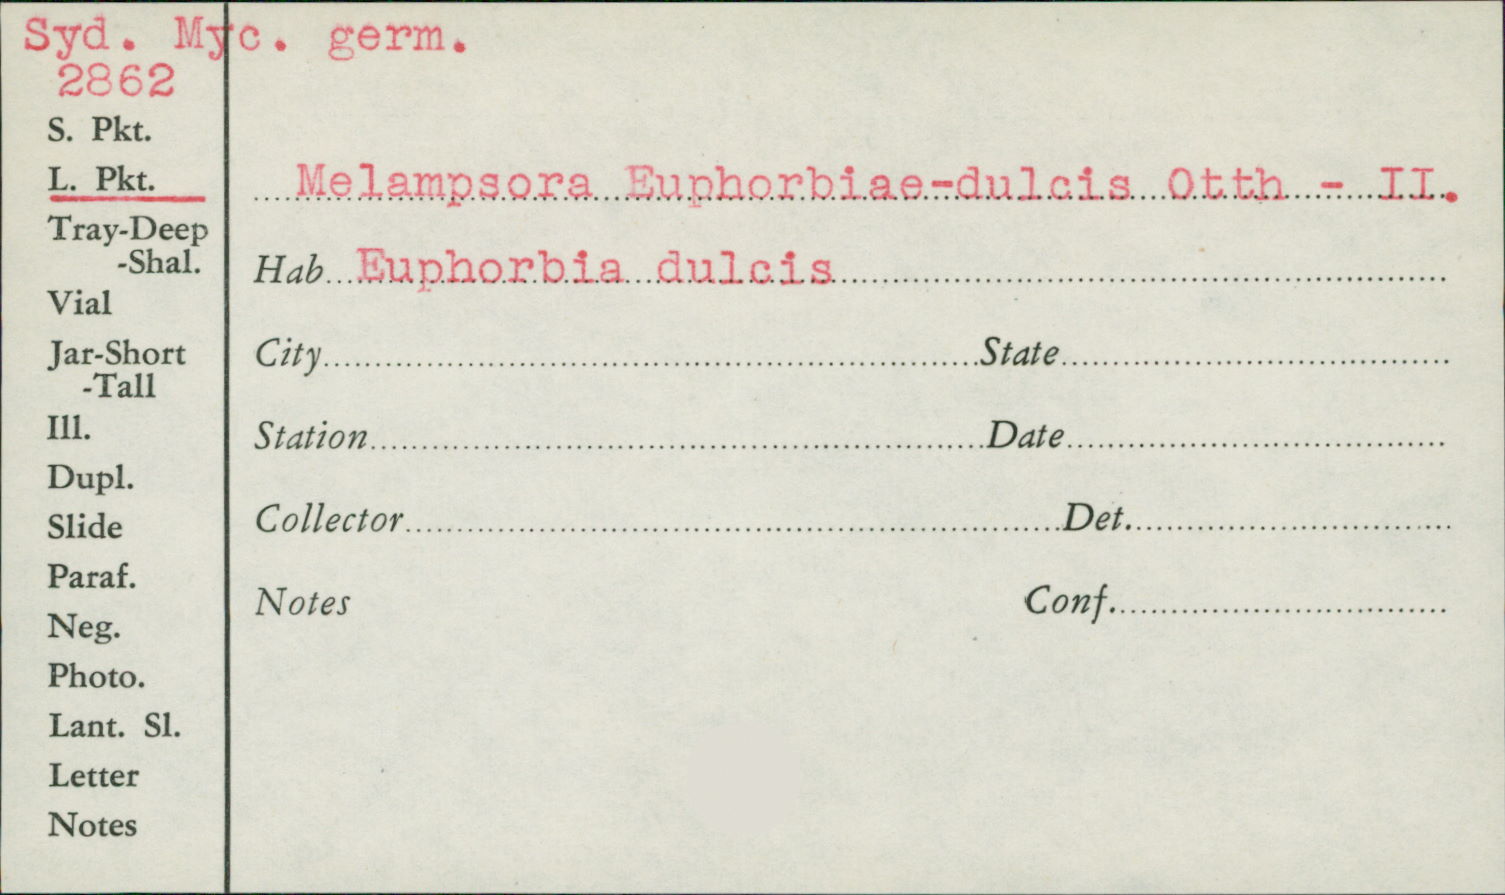 Syd. Myc. germ.
2862
S. Pkt.
L. Pkt.
Tray-Deep
-Shal.
Vial
Jar-Short
-Tall
Ill.
Dupl.
Slide
Paraf.
Neg.
Photo.
Lant. Sl.
Letter
Notes
Melampsora Euphorbiae-dulcis Otth - II.
Hab. Euphorbia dulcis
City State
Station Date
Collector Det.
Notes Conf.